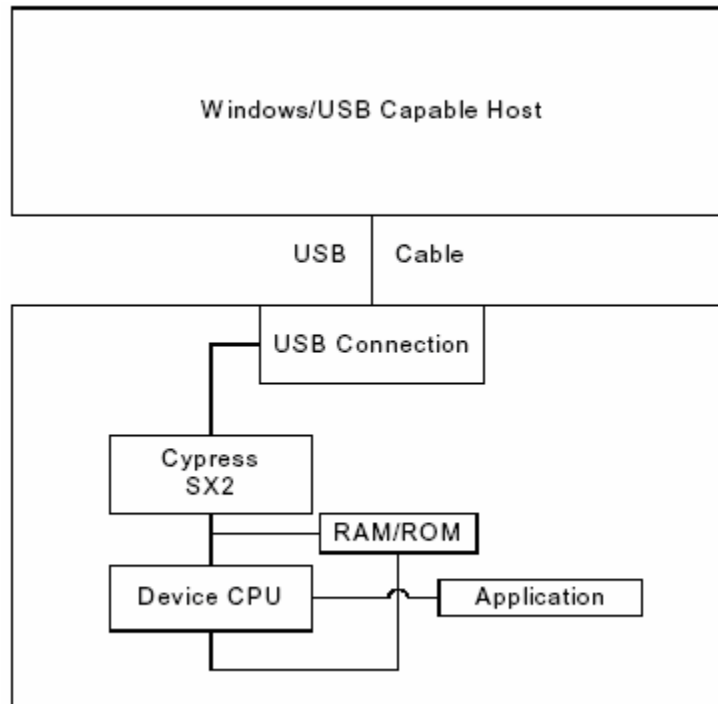 Windows/USB Capable Host
USB Cable
USB Connection
Cypress
SX2
RAM/ROM
Device CPU
Application